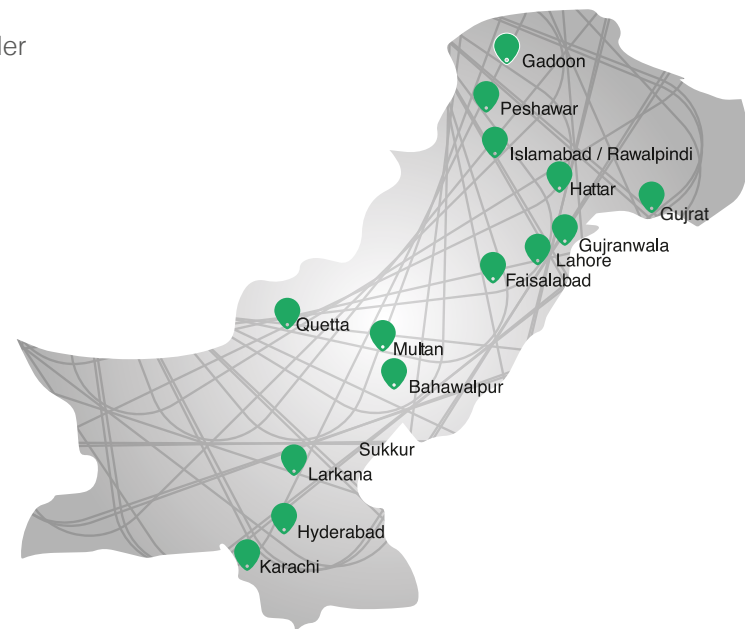 ler
Gadoon
Peshawar
Islamabad / Rawalpindi
Hattar
Gujrat
Gujranwala
Lahore
Faisalabad
Quetta
Multan
Bahawalpur
Sukkur
Larkana
Hyderabad
Karachi